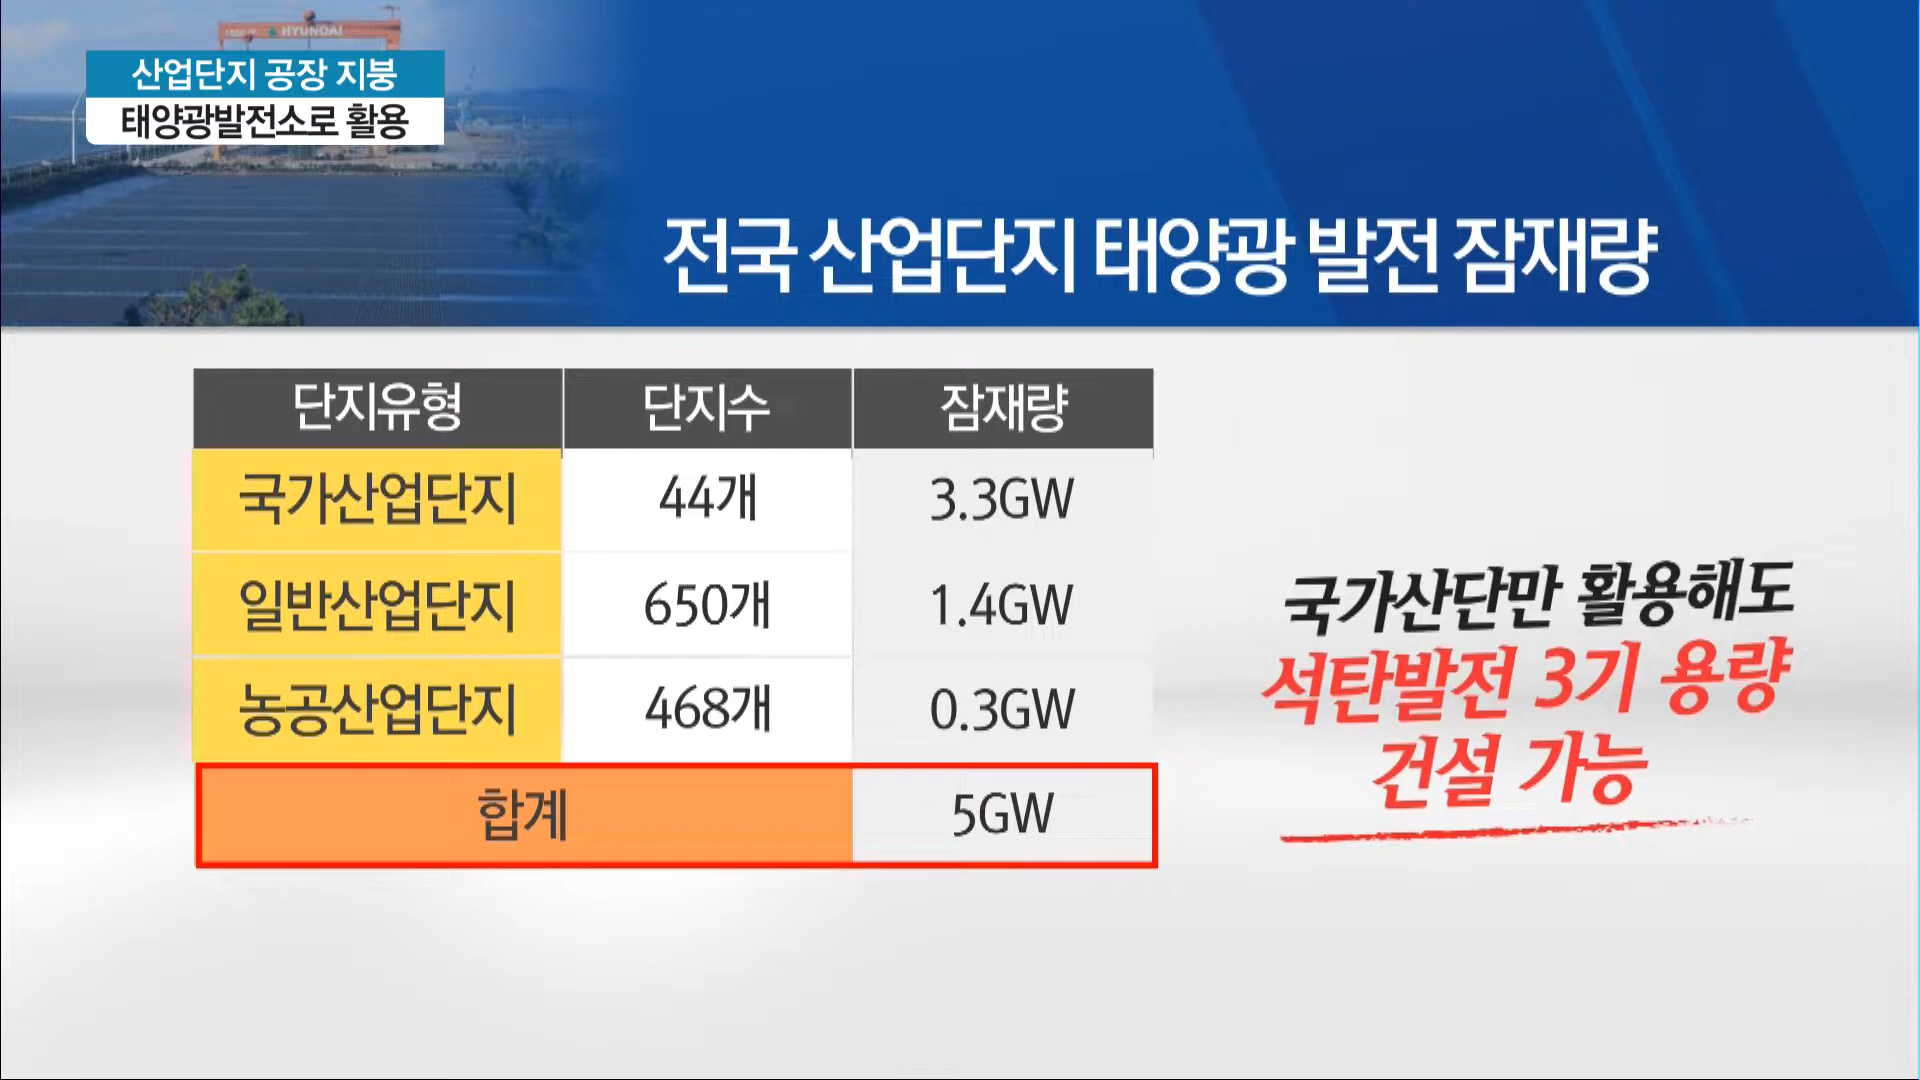 HYUNDAI
산업단지 공장 지붕
태양광발전소로 활용
전국 산업단지 태양광 발전 잠재량
단지유형 단지수 잠재량
국가산업단지 44개 3.3GW
일반산업단지 650개 1.4GW
농공산업단지 468개 0.3GW
합계 5GW
국가산단만 활용해도
석탄발전 3기 용량
건설 가능